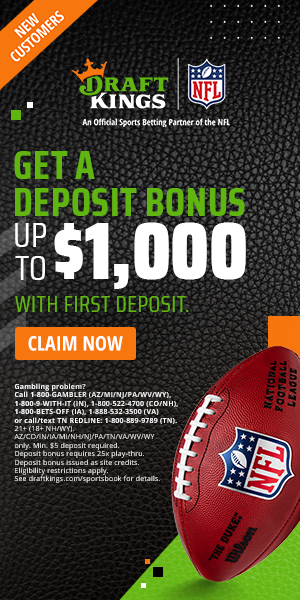 NEW
CUSTOMERS
DRAFT
KINGS
NFL
An Official Sports Betting Partner of the NFL
GET A
DEPOSIT BONUS
UP
TO
$1,000
WITH FIRST DEPOSIT.
CLAIM NOW
Gambling problem?
Call 1-800-GAMBLER (AZ/MI/NJ/PA/WV/WY),
1-800-9-WITH-IT (IN), 1-800-522-4700 (CO/NH),
1-800-BETS-OFF (IA), 1-888-532-3500 (VA)
or call/text TN REDLINE: 1-800-889-9789 (TN).
21+ (18+ NH/WY).
AZ/CO/IN/IA/MI/NH/NJ/PA/TN/VA/WV/WY
only. Min. $5 deposit required.
Deposit bonus requires 25x play-thru.
Deposit bonus issued as site credits.
Eligibility restrictions apply.
See draftkings.com/sportsbook for details.
NATIONAL
FOOTBALL
LEAGUE
NFL
"THE DUKE"
Wilson